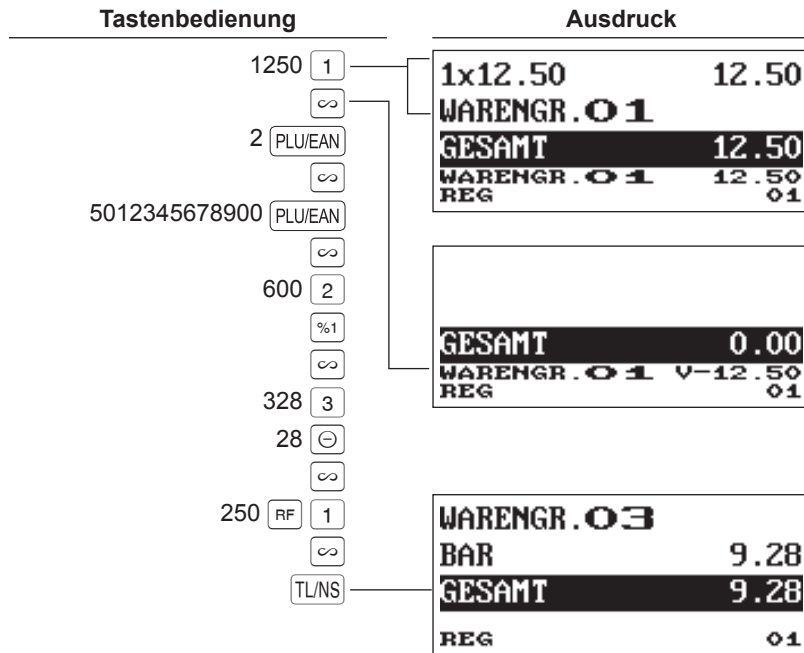 Tastenbedienung
Ausdruck
1250 1
∾
2 PLU/EAN
∾
5012345678900 PLU/EAN
∾
600 2
%1
∾
328 3
28 ⊖
∾
250 RF 1
∾
TL/NS
1x12.50 12.50
WARENGR.01
GESAMT 12.50
WARENGR.01 12.50
REG 01
GESAMT 0.00
WARENGR.01 V-12.50
REG 01
WARENGR.03
BAR 9.28
GESAMT 9.28
REG 01